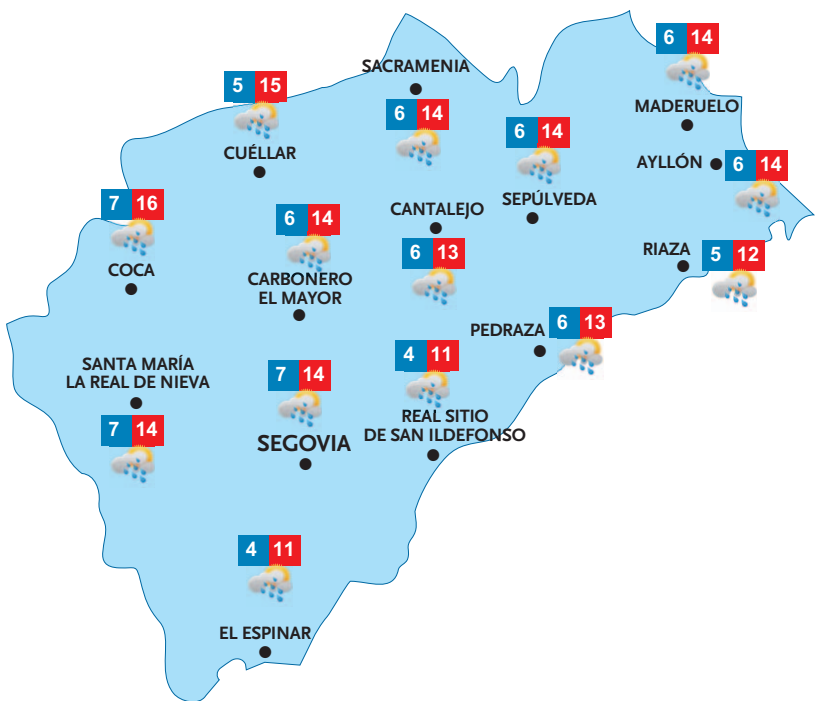 6 14
SACRAMENIA
5 15
MADERUELO
6 14
6 14
CUÉLLAR
AYLLÓN
6 14
7 16
SEPÚLVEDA
CANTALEJO
6 14
RIAZA
5 12
6 13
COCA
CARBONERO
EL MAYOR
6 13
PEDRAZA
4 11
SANTA MARÍA
LA REAL DE NIEVA
7 14
REAL SITIO
DE SAN ILDEFONSO
7 14
SEGOVIA
4 11
EL ESPINAR